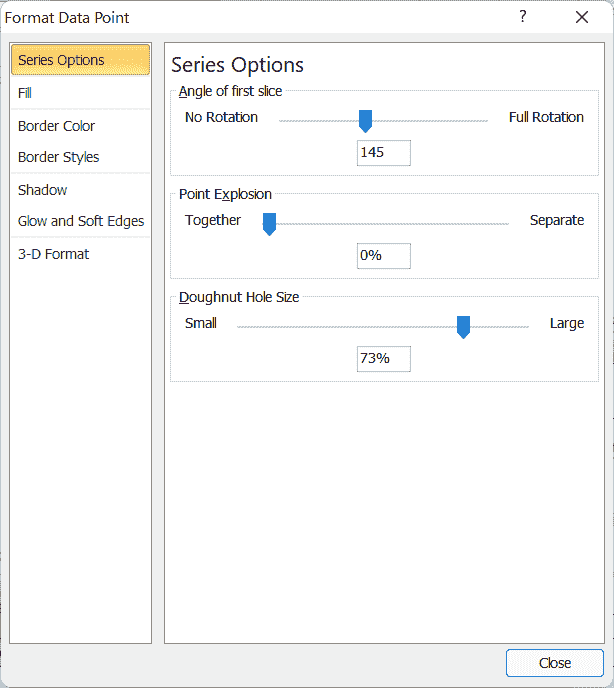 Format Data Point
?
Series Options
Fill
Border Color
Border Styles
Shadow
Glow and Soft Edges
3-D Format
Series Options
Angle of first slice
No Rotation Full Rotation
145
Point Explosion
Together Separate
0%
Doughnut Hole Size
Small Large
73%
Close